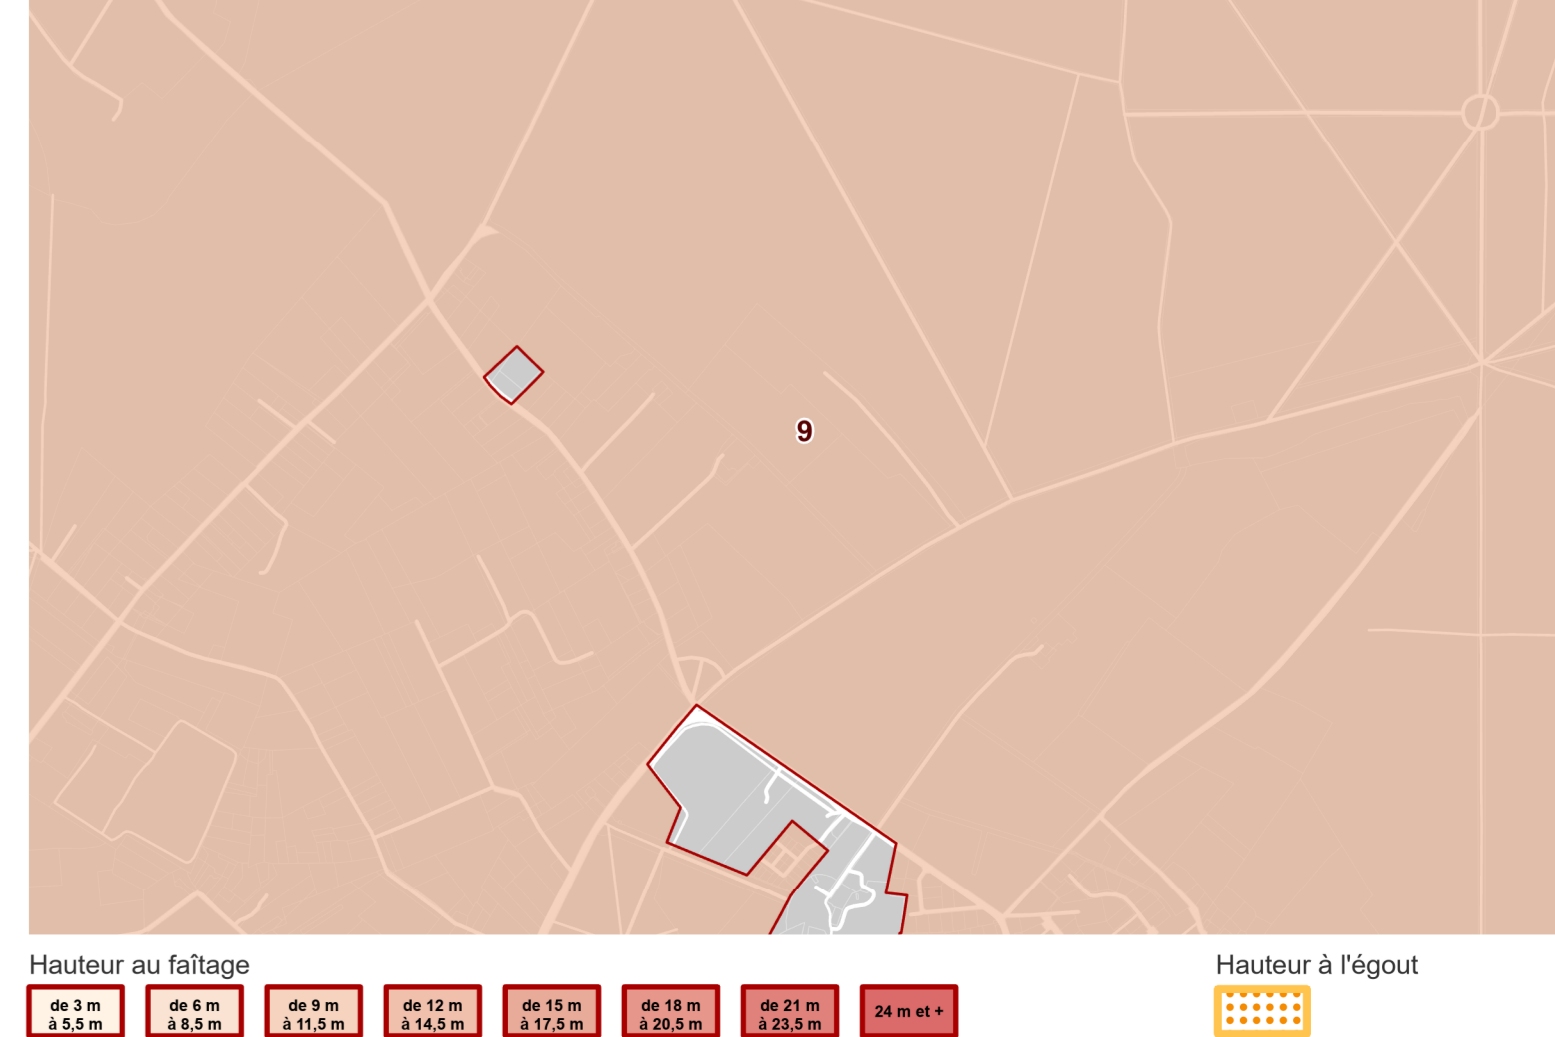 9
Hauteur au faîtage
Hauteur à l'égout
de 3 m
à 5,5 m
de 6 m
à 8,5 m
de 9 m
à 11,5 m
de 12 m
à 14,5 m
de 15 m
à 17,5 m
de 18 m
à 20,5 m
de 21 m
à 23,5 m
24 m et +